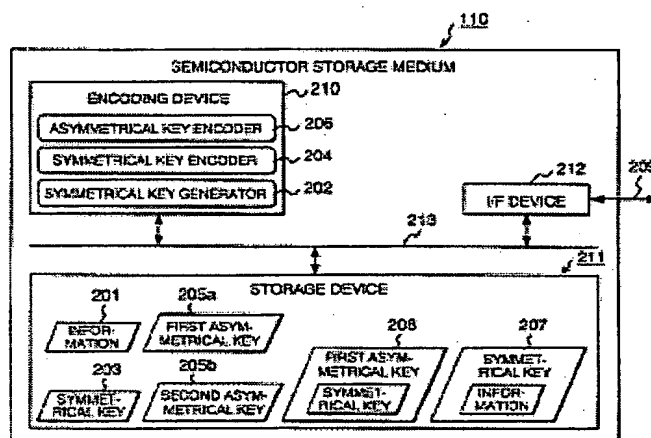 110
SEMICONDUCTOR STORAGE MEDIUM
ENCODING DEVICE
210
ASYMMETRICAL KEY ENCODER
206
SYMMETRICAL KEY ENCODER
204
SYMMETRICAL KEY GENERATOR
202
212
209
I/F DEVICE
213
211
STORAGE DEVICE
201
INFOR-
MATION
205a
FIRST ASYM-
METRICAL KEY
203
SYMMET-
RICAL KEY
205b
SECOND ASYM-
METRICAL KEY
208
FIRST ASYM-
METRICAL KEY
SYMMET-
RICAL KEY
207
SYMMET-
RICAL KEY
INFOR-
MATION